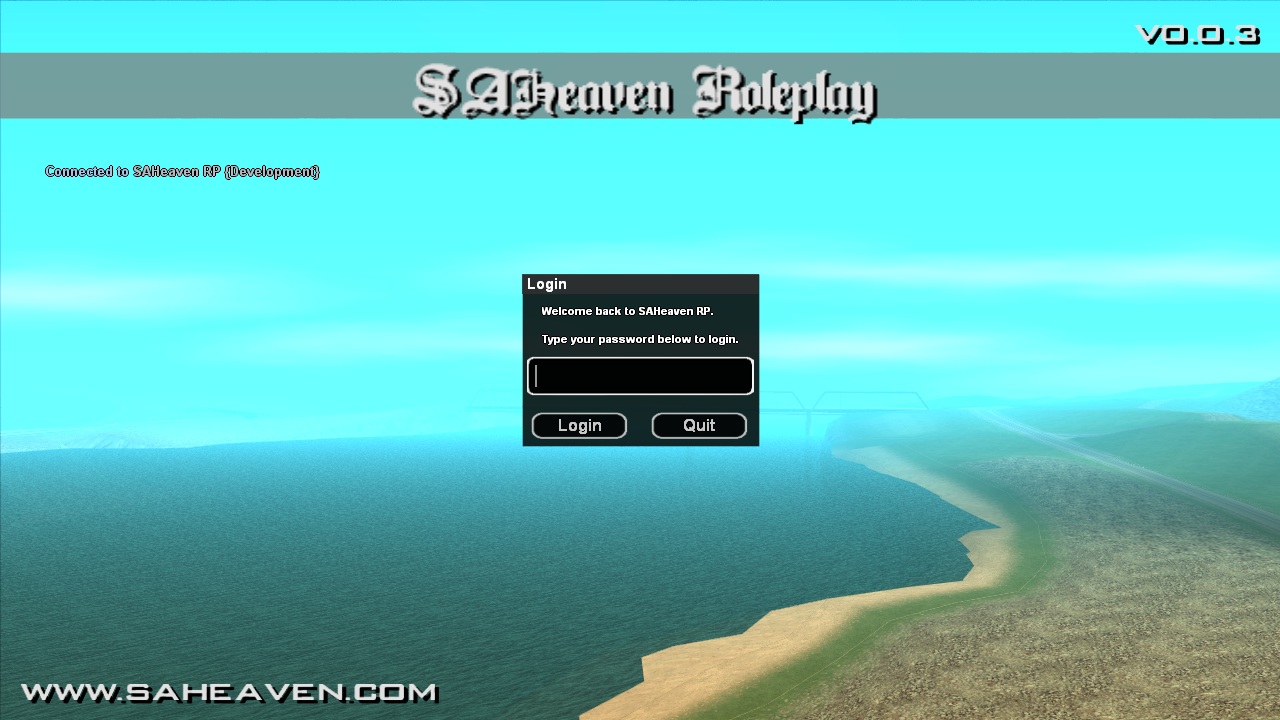 V0.0.3
SAHeaven Roleplay
Connected to SAHeaven RP {Development}
Login
Welcome back to SAHeaven RP.
Type your password below to login.
Login Quit
WWW.SAHEAVEN.COM